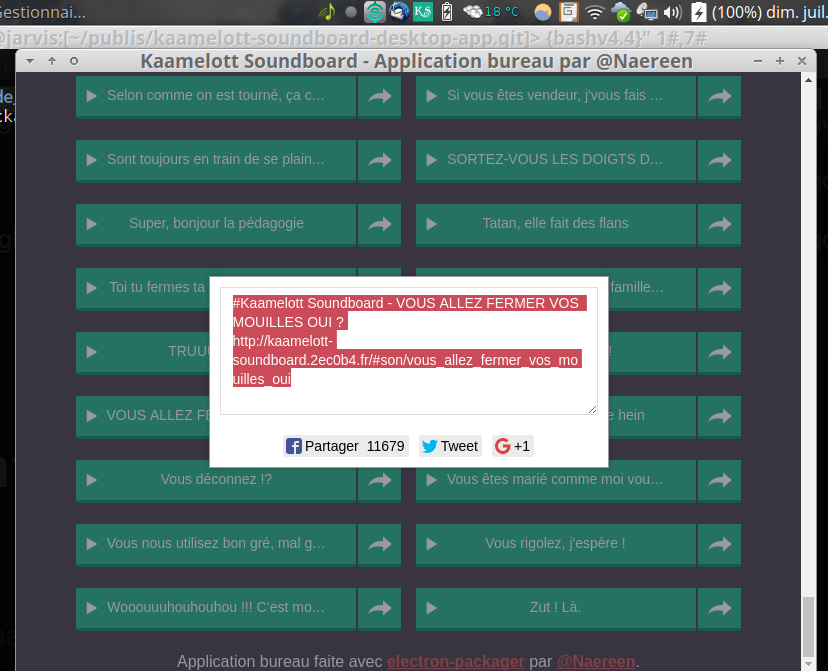 Gestionnai...
18 °C
(100%) dim. juil.
@jarvis:[~/publis/kaamelott-soundboard-desktop-app.git]> {bashv4.4}" 1#,7#
Kaamelott Soundboard - Application bureau par @Naereen
Selon comme on est tourné, ça c...
Si vous êtes vendeur, j'vous fais ...
Sont toujours en train de se plain...
SORTEZ-VOUS LES DOIGTS D...
Super, bonjour la pédagogie
Tatan, elle fait des flans
Toi tu fermes ta
famille...
TRUU
!
VOUS ALLEZ FE
e hein
#Kaamelott Soundboard - VOUS ALLEZ FERMER VOS
MOUILLES OUI ?
http://kaamelott-
soundboard.2ec0b4.fr/#son/vous_allez_fermer_vos_mo
uilles_oui
Partager 11679
Tweet
+1
Vous déconnez !?
Vous êtes marié comme moi vou...
Vous nous utilisez bon gré, mal g...
Vous rigolez, j'espère !
Wooouuuhouhouhou !!! C'est mo...
Zut ! Là.
Application bureau faite avec electron-packager par @Naereen.